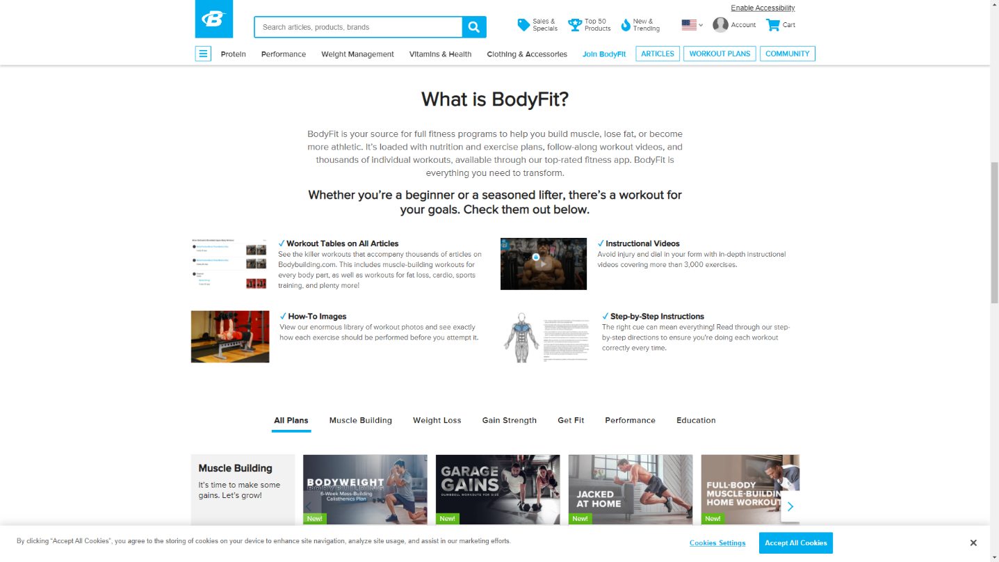 Enable Accessibility
B
Search articles, products, brands
Sales &
Specials
Top 50
Products
New &
Trending
Account
Cart
Protein
Performance
Weight Management
Vitamins & Health
Clothing & Accessories
Join BodyFit
ARTICLES
WORKOUT PLANS
COMMUNITY
What is BodyFit?
BodyFit is your source for full fitness programs to help you build muscle, lose fat, or become
more athletic. It’s loaded with nutrition and exercise plans, follow-along workout videos, and
thousands of individual workouts, available through our top-rated fitness app. BodyFit is
everything you need to transform.
Whether you’re a beginner or a seasoned lifter, there’s a workout for
your goals. Check them out below.
✓ Workout Tables on All Articles
See the killer workouts that accompany thousands of articles on
Bodybuilding.com. This includes muscle-building workouts for
every body part, as well as workouts for fat loss, cardio, sports
training, and plenty more!
✓ Instructional Videos
Avoid injury and dial in your form with in-depth instructional
videos covering more than 3,000 exercises.
✓ How-To Images
View our enormous library of workout photos and see exactly
how each exercise should be performed before you attempt it.
✓ Step-by-Step Instructions
The right cue can mean everything! Read through our step-
by-step directions to ensure you're doing each workout
correctly every time.
All Plans
Muscle Building
Weight Loss
Gain Strength
Get Fit
Performance
Education
Muscle Building
It’s time to make some
gains. Let’s grow!
BODYWEIGHT
BODYBUILDING
6-Week Mass-Building
Calisthenics Plan
New!
GARAGE
GAINS
DUMBBELL WORKOUTS FOR SIZE
New!
JACKED
AT HOME
New!
FULL-BODY
MUSCLE-BUILDING
HOME WORKOUT
New!
By clicking “Accept All Cookies”, you agree to the storing of cookies on your device to enhance site navigation, analyze site usage, and assist in our marketing efforts.
Cookies Settings
Accept All Cookies